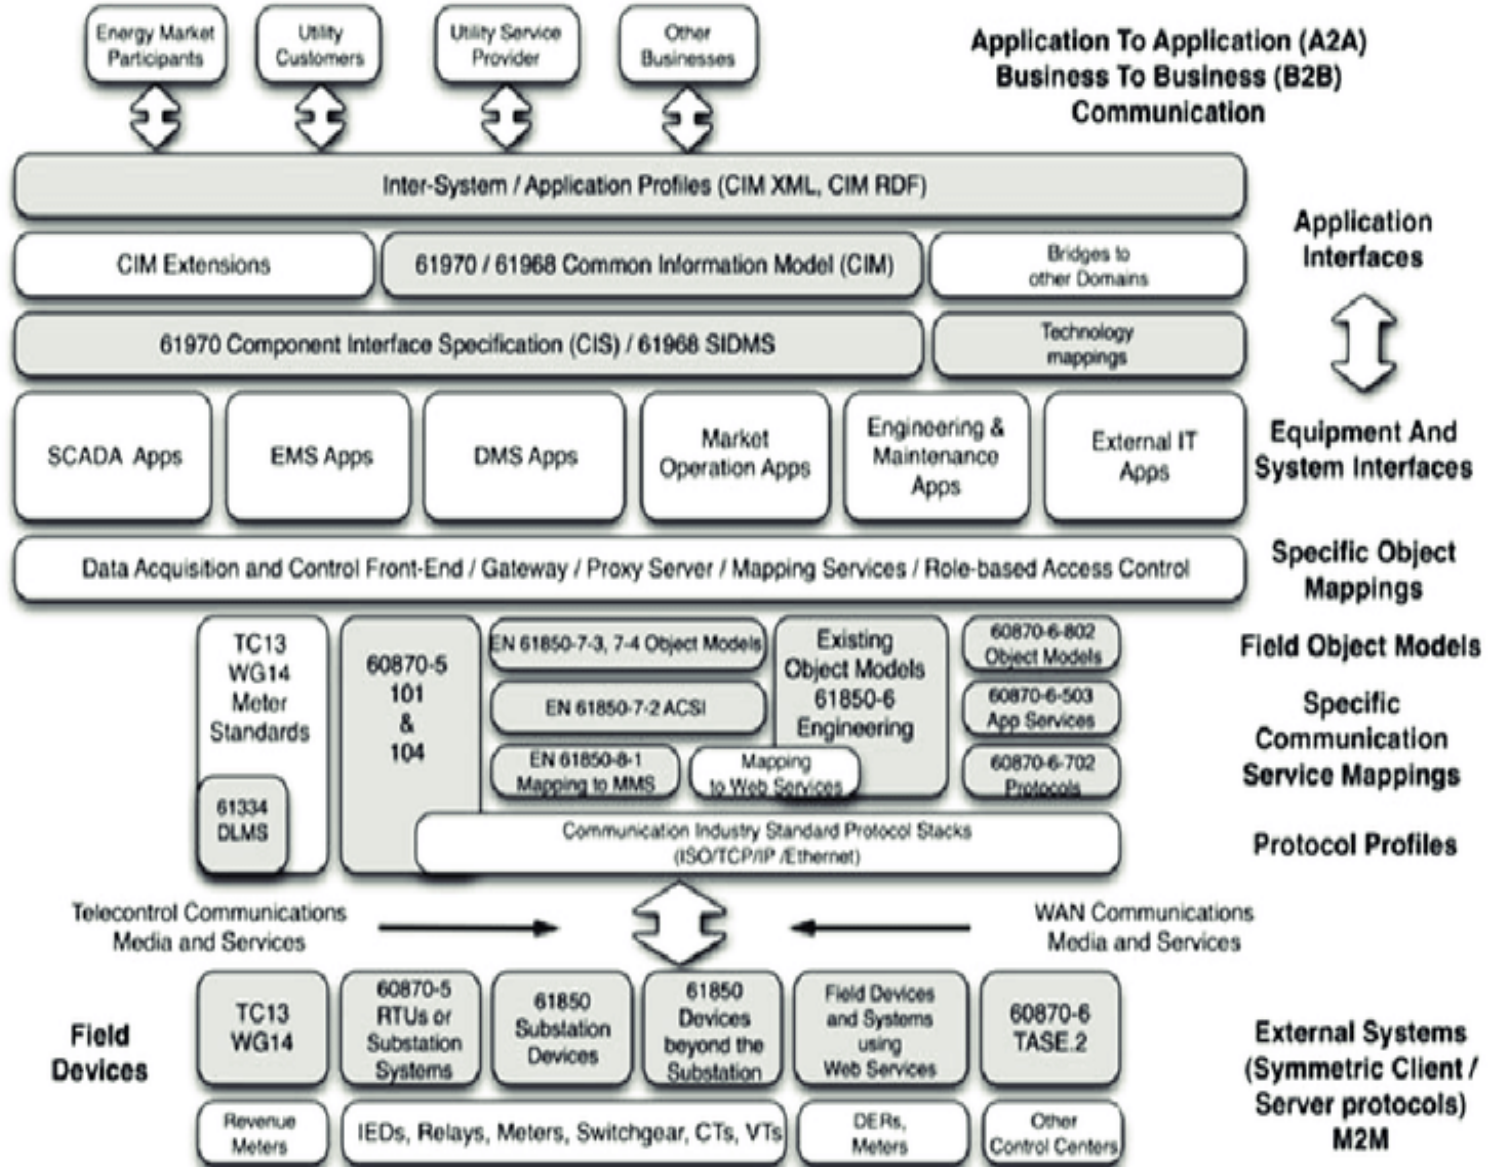 Energy Market
Participants
Utility
Customers
Utility Service
Provider
Other
Businesses
Application To Application (A2A)
Business To Business (B2B)
Communication
Inter-System / Application Profiles (CIM XML, CIM RDF)
Application
Interfaces
CIM Extensions
61970 / 61968 Common Information Model (CIM)
Bridges to
other Domains
61970 Component Interface Specification (CIS) / 61968 SIDMS
Technology
mappings
SCADA Apps
EMS Apps
DMS Apps
Market
Operation Apps
Engineering &
Maintenance
Apps
External IT
Apps
Equipment And
System Interfaces
Data Acquisition and Control Front-End / Gateway / Proxy Server / Mapping Services / Role-based Access Control
Specific Object
Mappings
TC13
WG14
Meter
Standards
61334
DLMS
60870-5
101
&
104
EN 61850-7-3, 7-4 Object Models
EN 61850-7-2 ACSI
EN 61850-8-1
Mapping to MMS
Mapping
to Web Services
Existing
Object Models
61850-6
Engineering
60870-6-802
Object Models
60870-6-503
App Services
60870-6-702
Protocols
Field Object Models
Specific
Communication
Service Mappings
Communication Industry Standard Protocol Stacks
(ISO/TCP/IP /Ethernet)
Protocol Profiles
Telecontrol Communications
Media and Services
WAN Communications
Media and Services
Field
Devices
TC13
WG14
60870-5
RTUs or
Substation
Systems
61850
Substation
Devices
61850
Devices
beyond the
Substation
Field Devices
and Systems
using
Web Services
60870-6
TASE.2
External Systems
(Symmetric Client /
Server protocols)
M2M
Revenue
Meters
IEDs, Relays, Meters, Switchgear, CTs, VTs
DERs,
Meters
Other
Control Centers